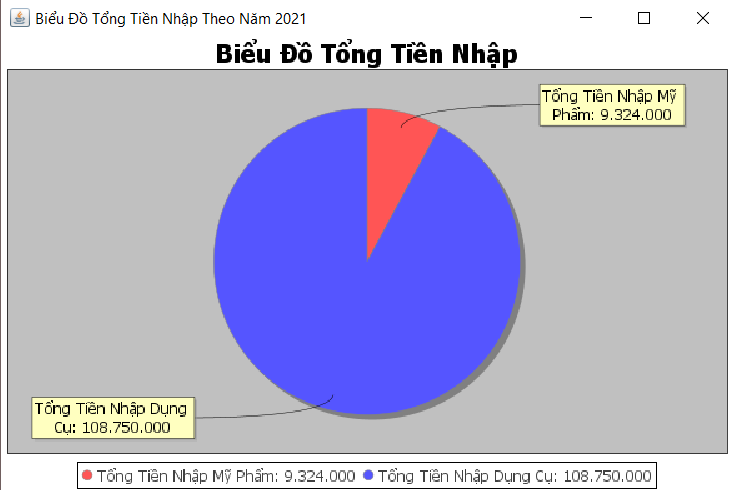 Biểu Đồ Tổng Tiền Nhập Theo Năm 2021
Biểu Đồ Tổng Tiền Nhập
Tổng Tiền Nhập Mỹ
Phẩm: 9.324.000
Tổng Tiền Nhập Dụng
Cụ: 108.750.000
Tổng Tiền Nhập Mỹ Phẩm: 9.324.000 Tổng Tiền Nhập Dụng Cụ: 108.750.000